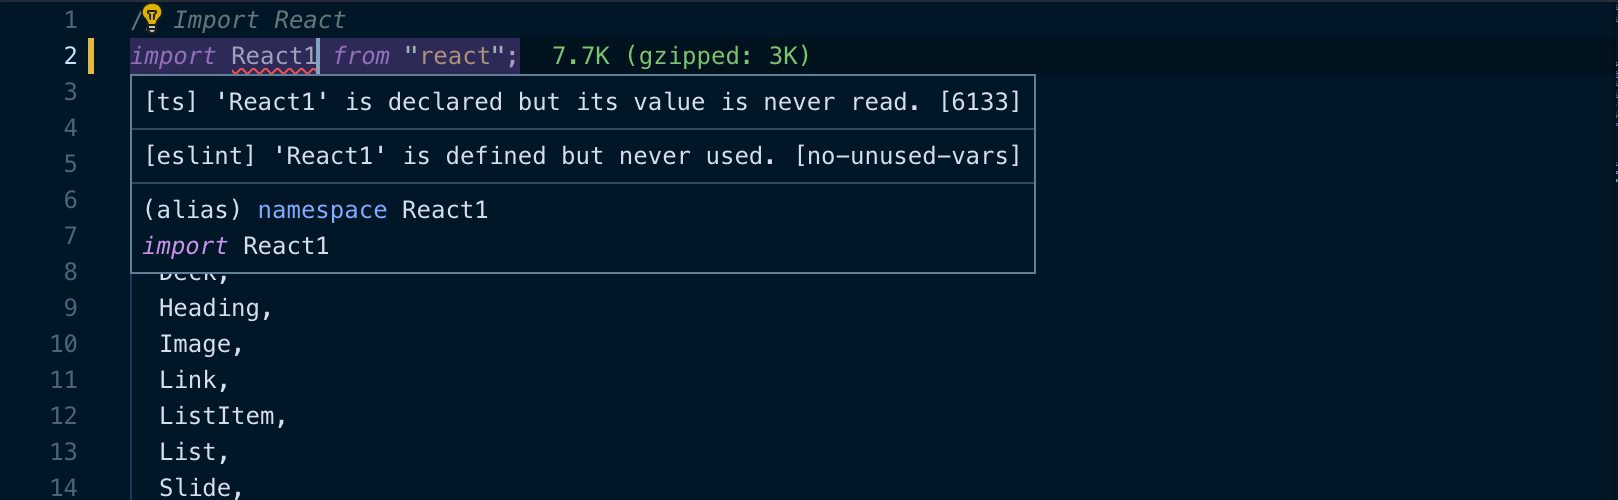 1 / Import React
2 import React1 from "react"; 7.7K (gzipped: 3K)
3 [ts] 'React1' is declared but its value is never read. [6133]
4
5 [eslint] 'React1' is defined but never used. [no-unused-vars]
6 (alias) namespace React1
7 import React1
8 Deck,
9 Heading,
10 Image,
11 Link,
12 ListItem,
13 List,
14 Slide,